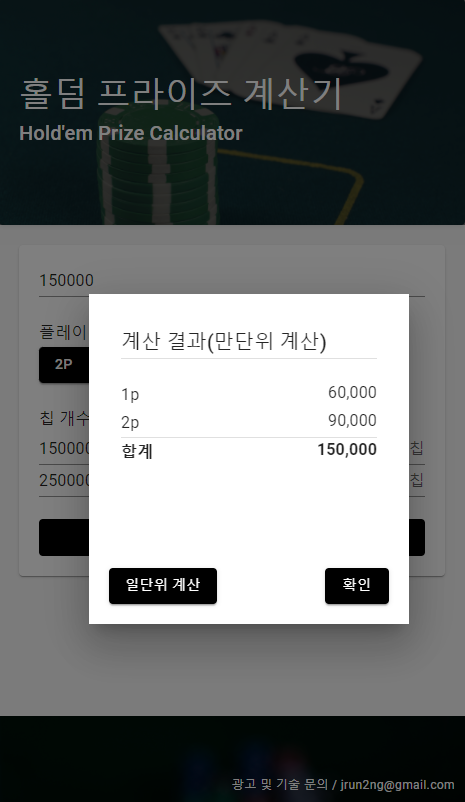 홀덤 프라이즈 계산기
Hold'em Prize Calculator
150000
플레이
2P
칩 개수
150000 칩
250000 칩
계산 결과(만단위 계산)
1p 60,000
2p 90,000
합계 150,000
일단위 계산 확인
광고 및 기술 문의 / jrun2ng@gmail.com